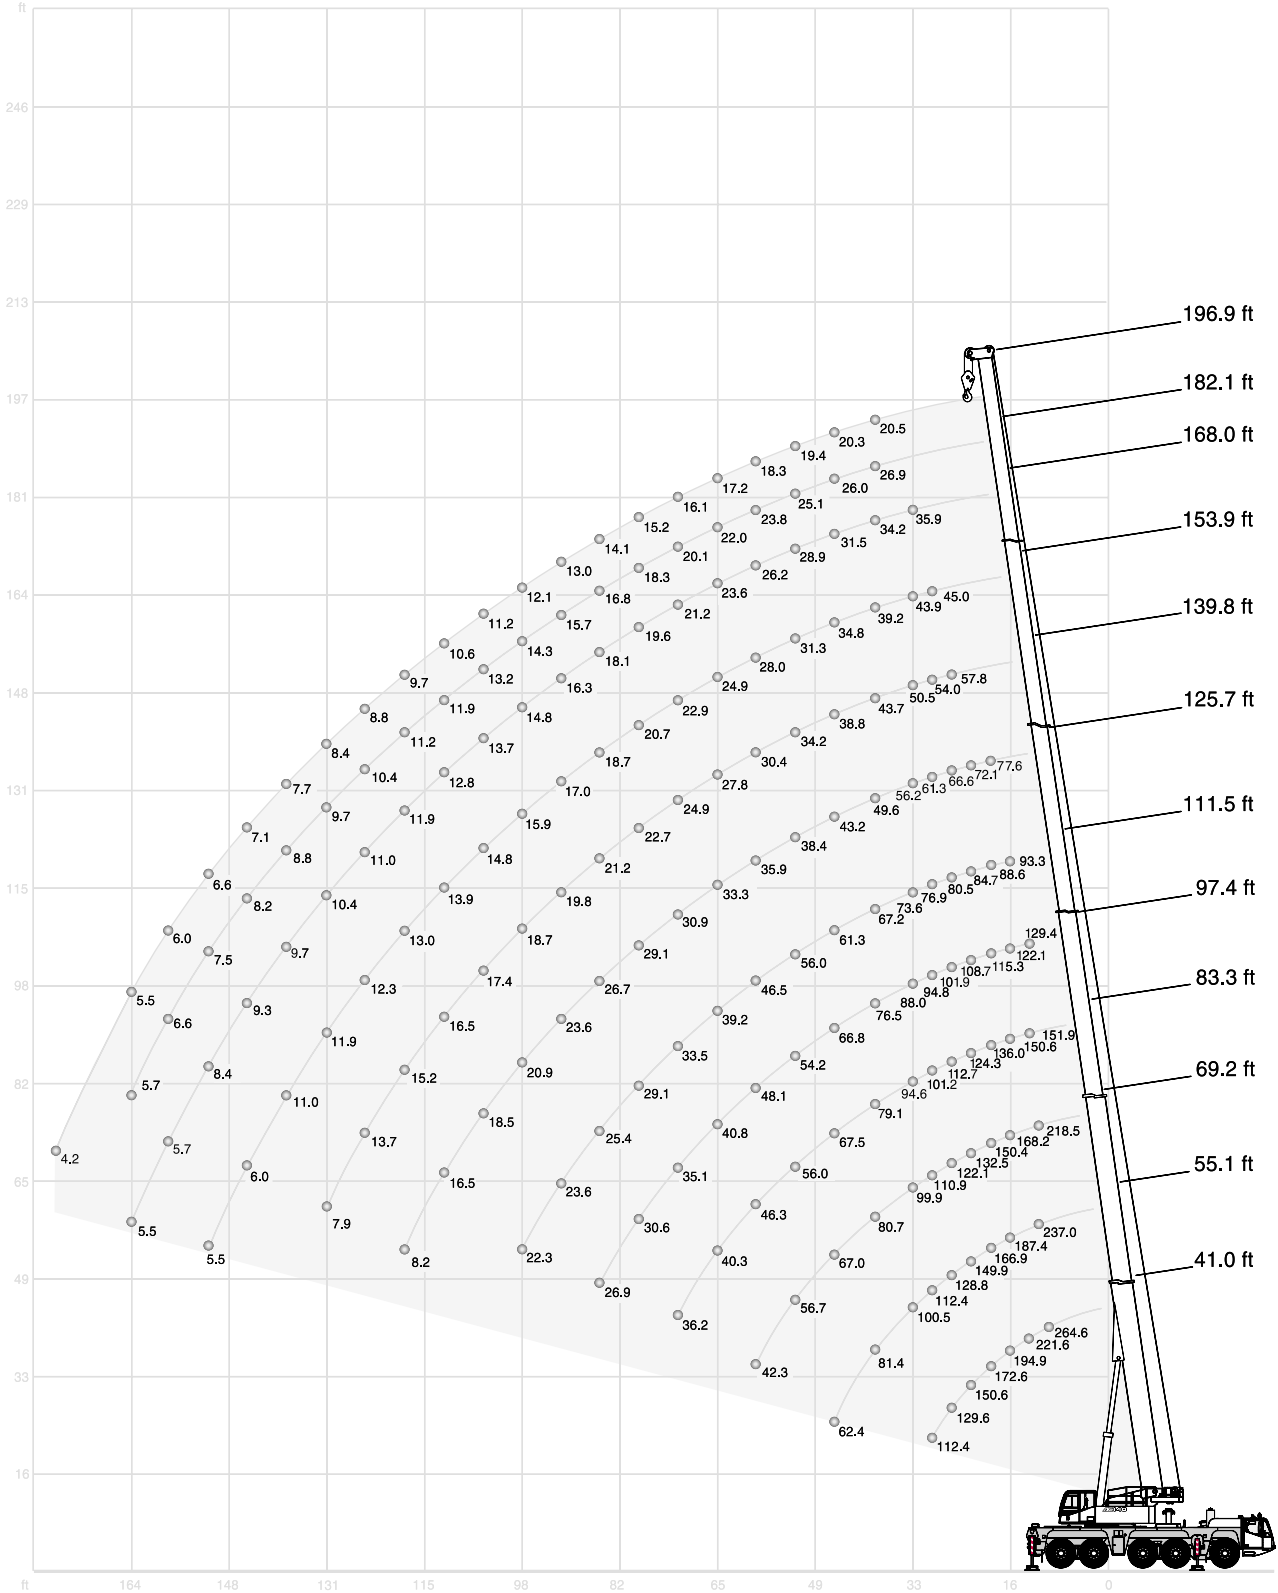 ft
246
229
213
197
181
164
148
131
115
98
82
65
49
33
16
196.9 ft
182.1 ft
168.0 ft
153.9 ft
139.8 ft
125.7 ft
111.5 ft
97.4 ft
83.3 ft
69.2 ft
55.1 ft
41.0 ft
4.2 5.5 6.0 6.6 7.1 7.7 8.4 8.8 9.7 10.6 11.2 12.1 13.0 14.1 15.2 16.1 17.2 18.3 19.4 20.3 20.5
5.7 6.6 7.5 8.2 8.8 9.7 10.4 11.2 11.9 13.2 14.3 15.7 16.8 18.3 20.1 22.0 23.8 25.1 26.0 26.9
5.5 5.7 8.4 9.3 9.7 10.4 11.0 11.9 12.8 13.7 14.8 16.3 18.1 19.6 21.2 23.6 26.2 28.9 31.5 34.2 35.9
5.5 6.0 11.0 11.9 12.3 13.0 13.9 14.8 15.9 17.0 18.7 20.7 22.9 24.9 28.0 31.3 34.8 39.2 43.9 45.0
7.9 13.7 15.2 16.5 17.4 18.7 19.8 21.2 22.7 24.9 27.8 30.4 34.2 38.8 43.7 50.5 54.0 57.8
8.2 16.5 18.5 20.9 23.6 26.7 29.1 30.9 33.3 35.9 38.4 43.2 49.6 56.2 61.3 66.6 72.1 77.6
22.3 23.6 25.4 29.1 33.5 39.2 46.5 56.0 61.3 67.2 73.6 76.9 80.5 84.7 88.6 93.3
26.9 30.6 35.1 40.8 48.1 54.2 66.8 76.5 88.0 94.8 101.9 108.7 115.3 122.1 129.4
36.2 40.3 46.3 56.0 67.5 79.1 94.6 101.2 112.7 124.3 136.0 150.6 151.9
42.3 56.7 67.0 80.7 99.9 110.9 122.1 132.5 150.4 168.2 218.5
62.4 81.4 100.5 112.4 128.8 149.9 166.9 187.4 237.0
112.4 129.6 150.6 172.6 194.9 221.6 264.6
ft 164 148 131 115 98 82 65 49 33 16 0